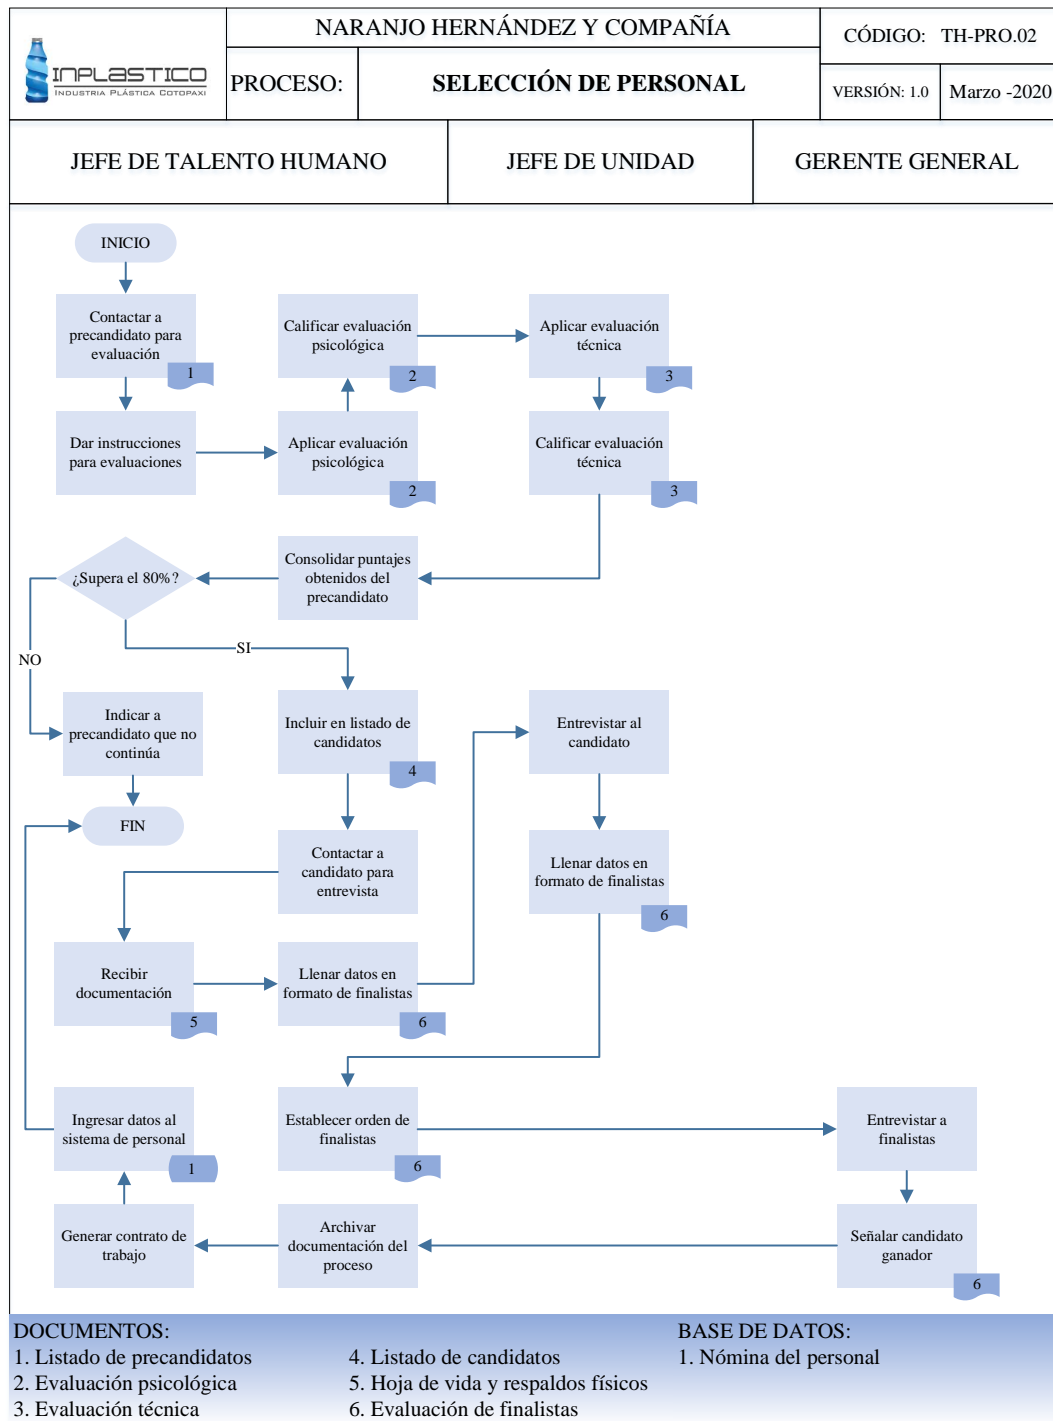 INPLASTICO
INDUSTRIA PLÁSTICA COTOPAXI
NARANJO HERNÁNDEZ Y COMPAÑÍA
CÓDIGO: TH-PRO.02
PROCESO:
SELECCIÓN DE PERSONAL
VERSIÓN: 1.0
Marzo -2020
JEFE DE TALENTO HUMANO
JEFE DE UNIDAD
GERENTE GENERAL
INICIO
Contactar a
precandidato para
evaluación
1
Calificar evaluación
psicológica
2
Aplicar evaluación
técnica
3
Dar instrucciones
para evaluaciones
Aplicar evaluación
psicológica
2
Calificar evaluación
técnica
3
¿Supera el 80%?
Consolidar puntajes
obtenidos del
precandidato
SI
NO
Indicar a
precandidato que no
continúa
Incluir en listado de
candidatos
4
Entrevistar al
candidato
FIN
Contactar a
candidato para
entrevista
Llenar datos en
formato de finalistas
6
Recibir
documentación
5
Llenar datos en
formato de finalistas
6
Ingresar datos al
sistema de personal
1
Establecer orden de
finalistas
6
Entrevistar a
finalistas
Generar contrato de
trabajo
Archivar
documentación del
proceso
Señalar candidato
ganador
6
DOCUMENTOS:
1. Listado de precandidatos
2. Evaluación psicológica
3. Evaluación técnica
4. Listado de candidatos
5. Hoja de vida y respaldos físicos
6. Evaluación de finalistas
BASE DE DATOS:
1. Nómina del personal